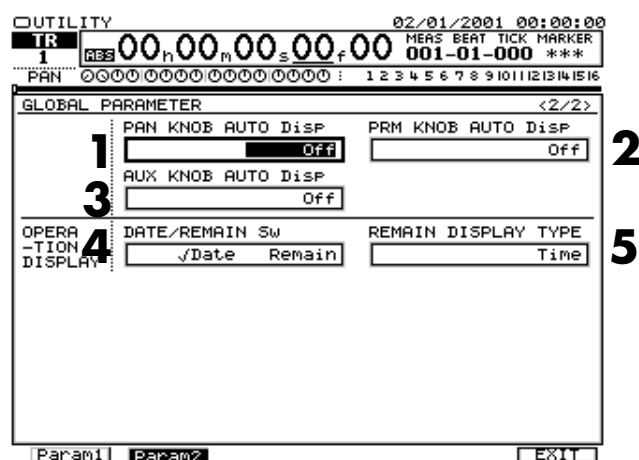 UTILITY 02/01/2001 00:00:00
TR 1 ABS 00h00m00s00f00 MEAS BEAT TICK MARKER
001-01-000 ***
PAN 1 2 3 4 5 6 7 8 9 10 11 12 13 14 15 16
GLOBAL PARAMETER <2/2>
PAN KNOB AUTO Disp PRM KNOB AUTO Disp
1 Off Off 2
AUX KNOB AUTO Disp
3 Off
OPERA-TION DISPLAY
4 DATE/REMAIN Sw REMAIN DISPLAY TYPE
√Date Remain Time 5
Param1 Param2 EXIT